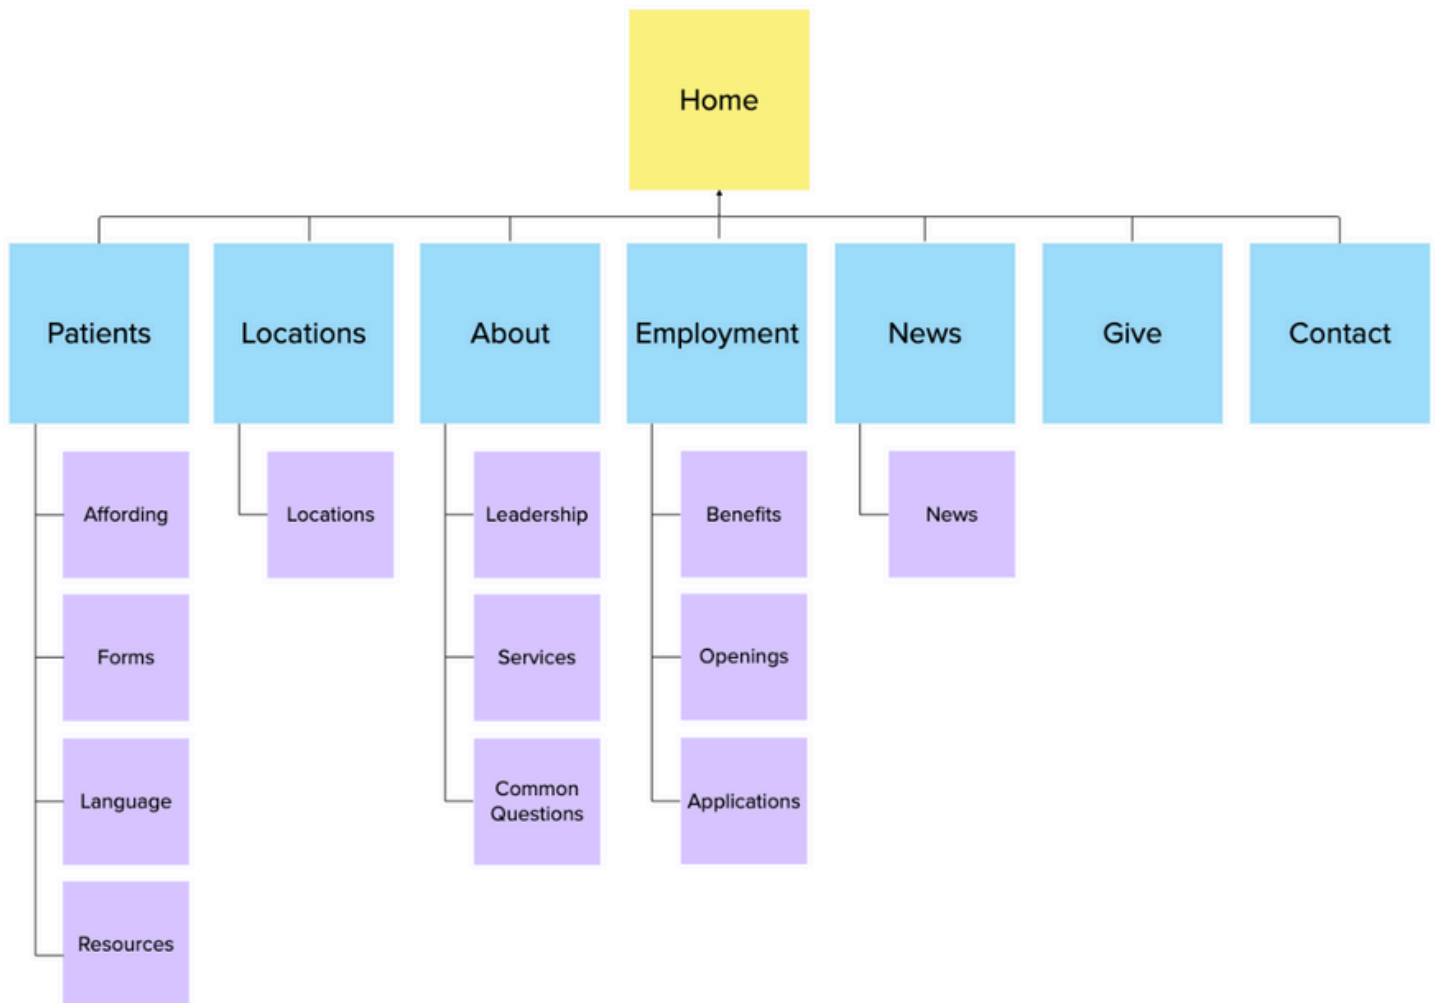 Home
Patients
Locations
About
Employment
News
Give
Contact
Affording
Locations
Leadership
Benefits
News
Forms
Services
Openings
Language
Common
Questions
Applications
Resources